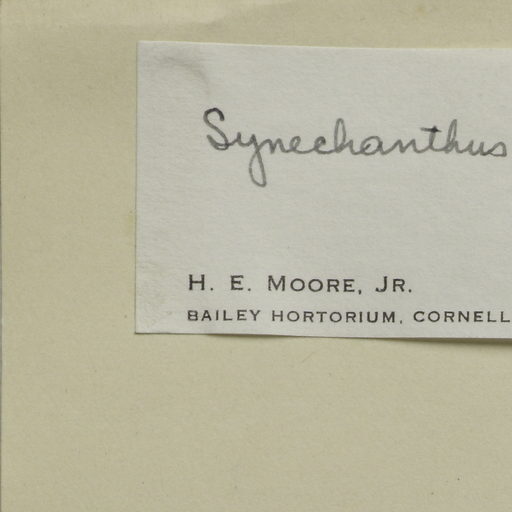 Synechanthus
H. E. MOORE, JR.
BAILEY HORTORIUM, CORNELL